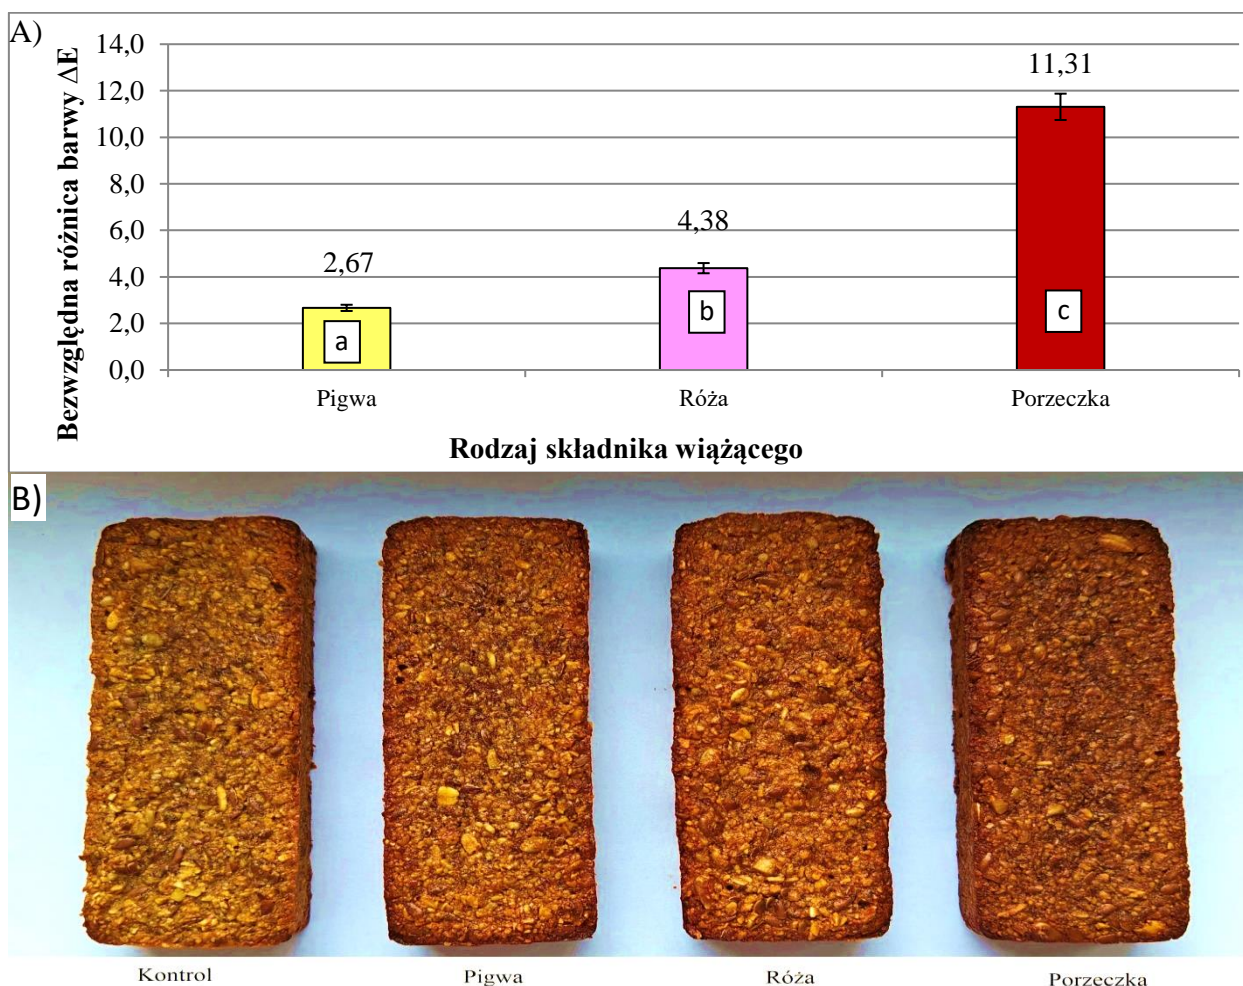 A)
Bezwzględna różnica barwy ΔE
14,0
12,0
10,0
8,0
6,0
4,0
2,0
0,0
2,67
4,38
11,31
a
b
c
Pigwa
Róża
Porzeczka
Rodzaj składnika wiążącego
B)
Kontrol
Pigwa
Róża
Porzeczka